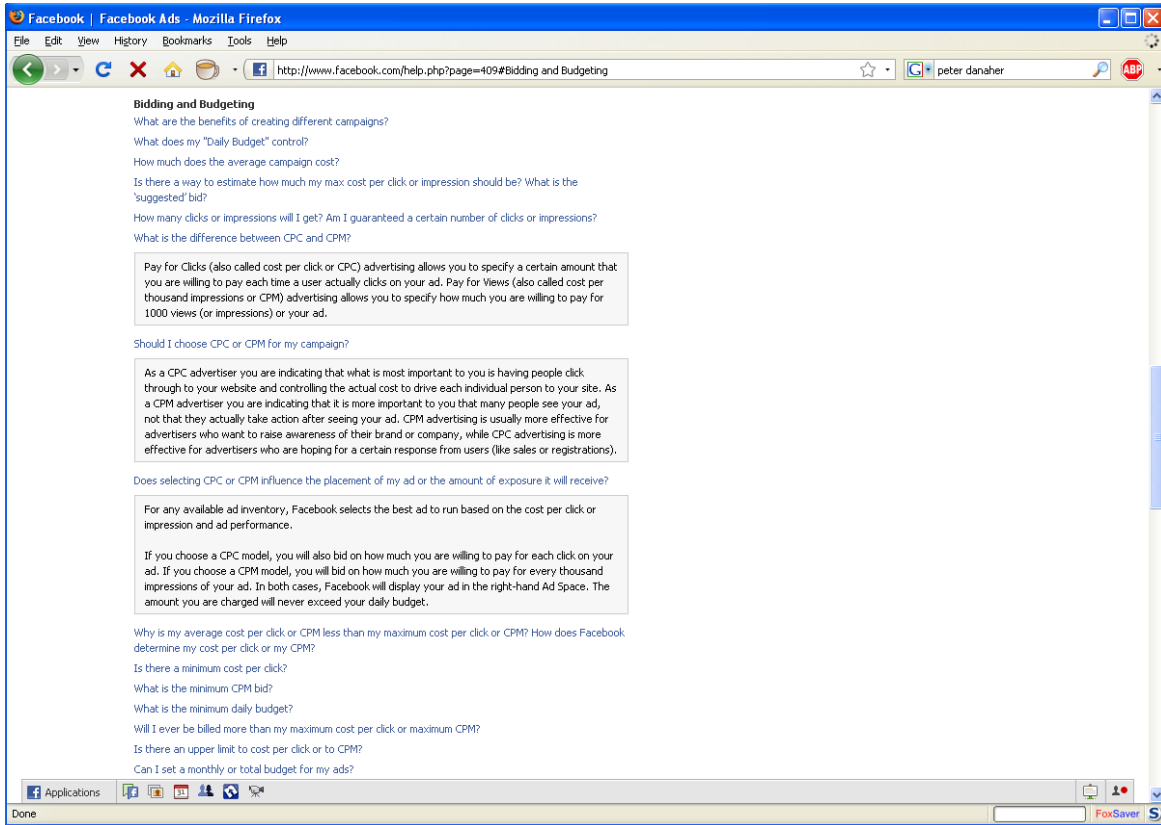 Facebook | Facebook Ads - Mozilla Firefox
File Edit View History Bookmarks Tools Help
http://www.facebook.com/help.php?page=409#Bidding and Budgeting
G peter danaher
ABP
Bidding and Budgeting
What are the benefits of creating different campaigns?
What does my "Daily Budget" control?
How much does the average campaign cost?
Is there a way to estimate how much my max cost per click or impression should be? What is the
'suggested' bid?
How many clicks or impressions will I get? Am I guaranteed a certain number of clicks or impressions?
What is the difference between CPC and CPM?
Pay for Clicks (also called cost per click or CPC) advertising allows you to specify a certain amount that
you are willing to pay each time a user actually clicks on your ad. Pay for Views (also called cost per
thousand impressions or CPM) advertising allows you to specify how much you are willing to pay for
1000 views (or impressions) or your ad.
Should I choose CPC or CPM for my campaign?
As a CPC advertiser you are indicating that what is most important to you is having people click
through to your website and controlling the actual cost to drive each individual person to your site. As
a CPM advertiser you are indicating that it is more important to you that many people see your ad,
not that they actually take action after seeing your ad. CPM advertising is usually more effective for
advertisers who want to raise awareness of their brand or company, while CPC advertising is more
effective for advertisers who are hoping for a certain response from users (like sales or registrations).
Does selecting CPC or CPM influence the placement of my ad or the amount of exposure it will receive?
For any available ad inventory, Facebook selects the best ad to run based on the cost per click or
impression and ad performance.
If you choose a CPC model, you will also bid on how much you are willing to pay for each click on your
ad. If you choose a CPM model, you will bid on how much you are willing to pay for every thousand
impressions of your ad. In both cases, Facebook will display your ad in the right-hand Ad Space. The
amount you are charged will never exceed your daily budget.
Why is my average cost per click or CPM less than my maximum cost per click or CPM? How does Facebook
determine my cost per click or my CPM?
Is there a minimum cost per click?
What is the minimum CPM bid?
What is the minimum daily budget?
Will I ever be billed more than my maximum cost per click or maximum CPM?
Is there an upper limit to cost per click or to CPM?
Can I set a monthly or total budget for my ads?
Applications 31
Done
FoxSaver S